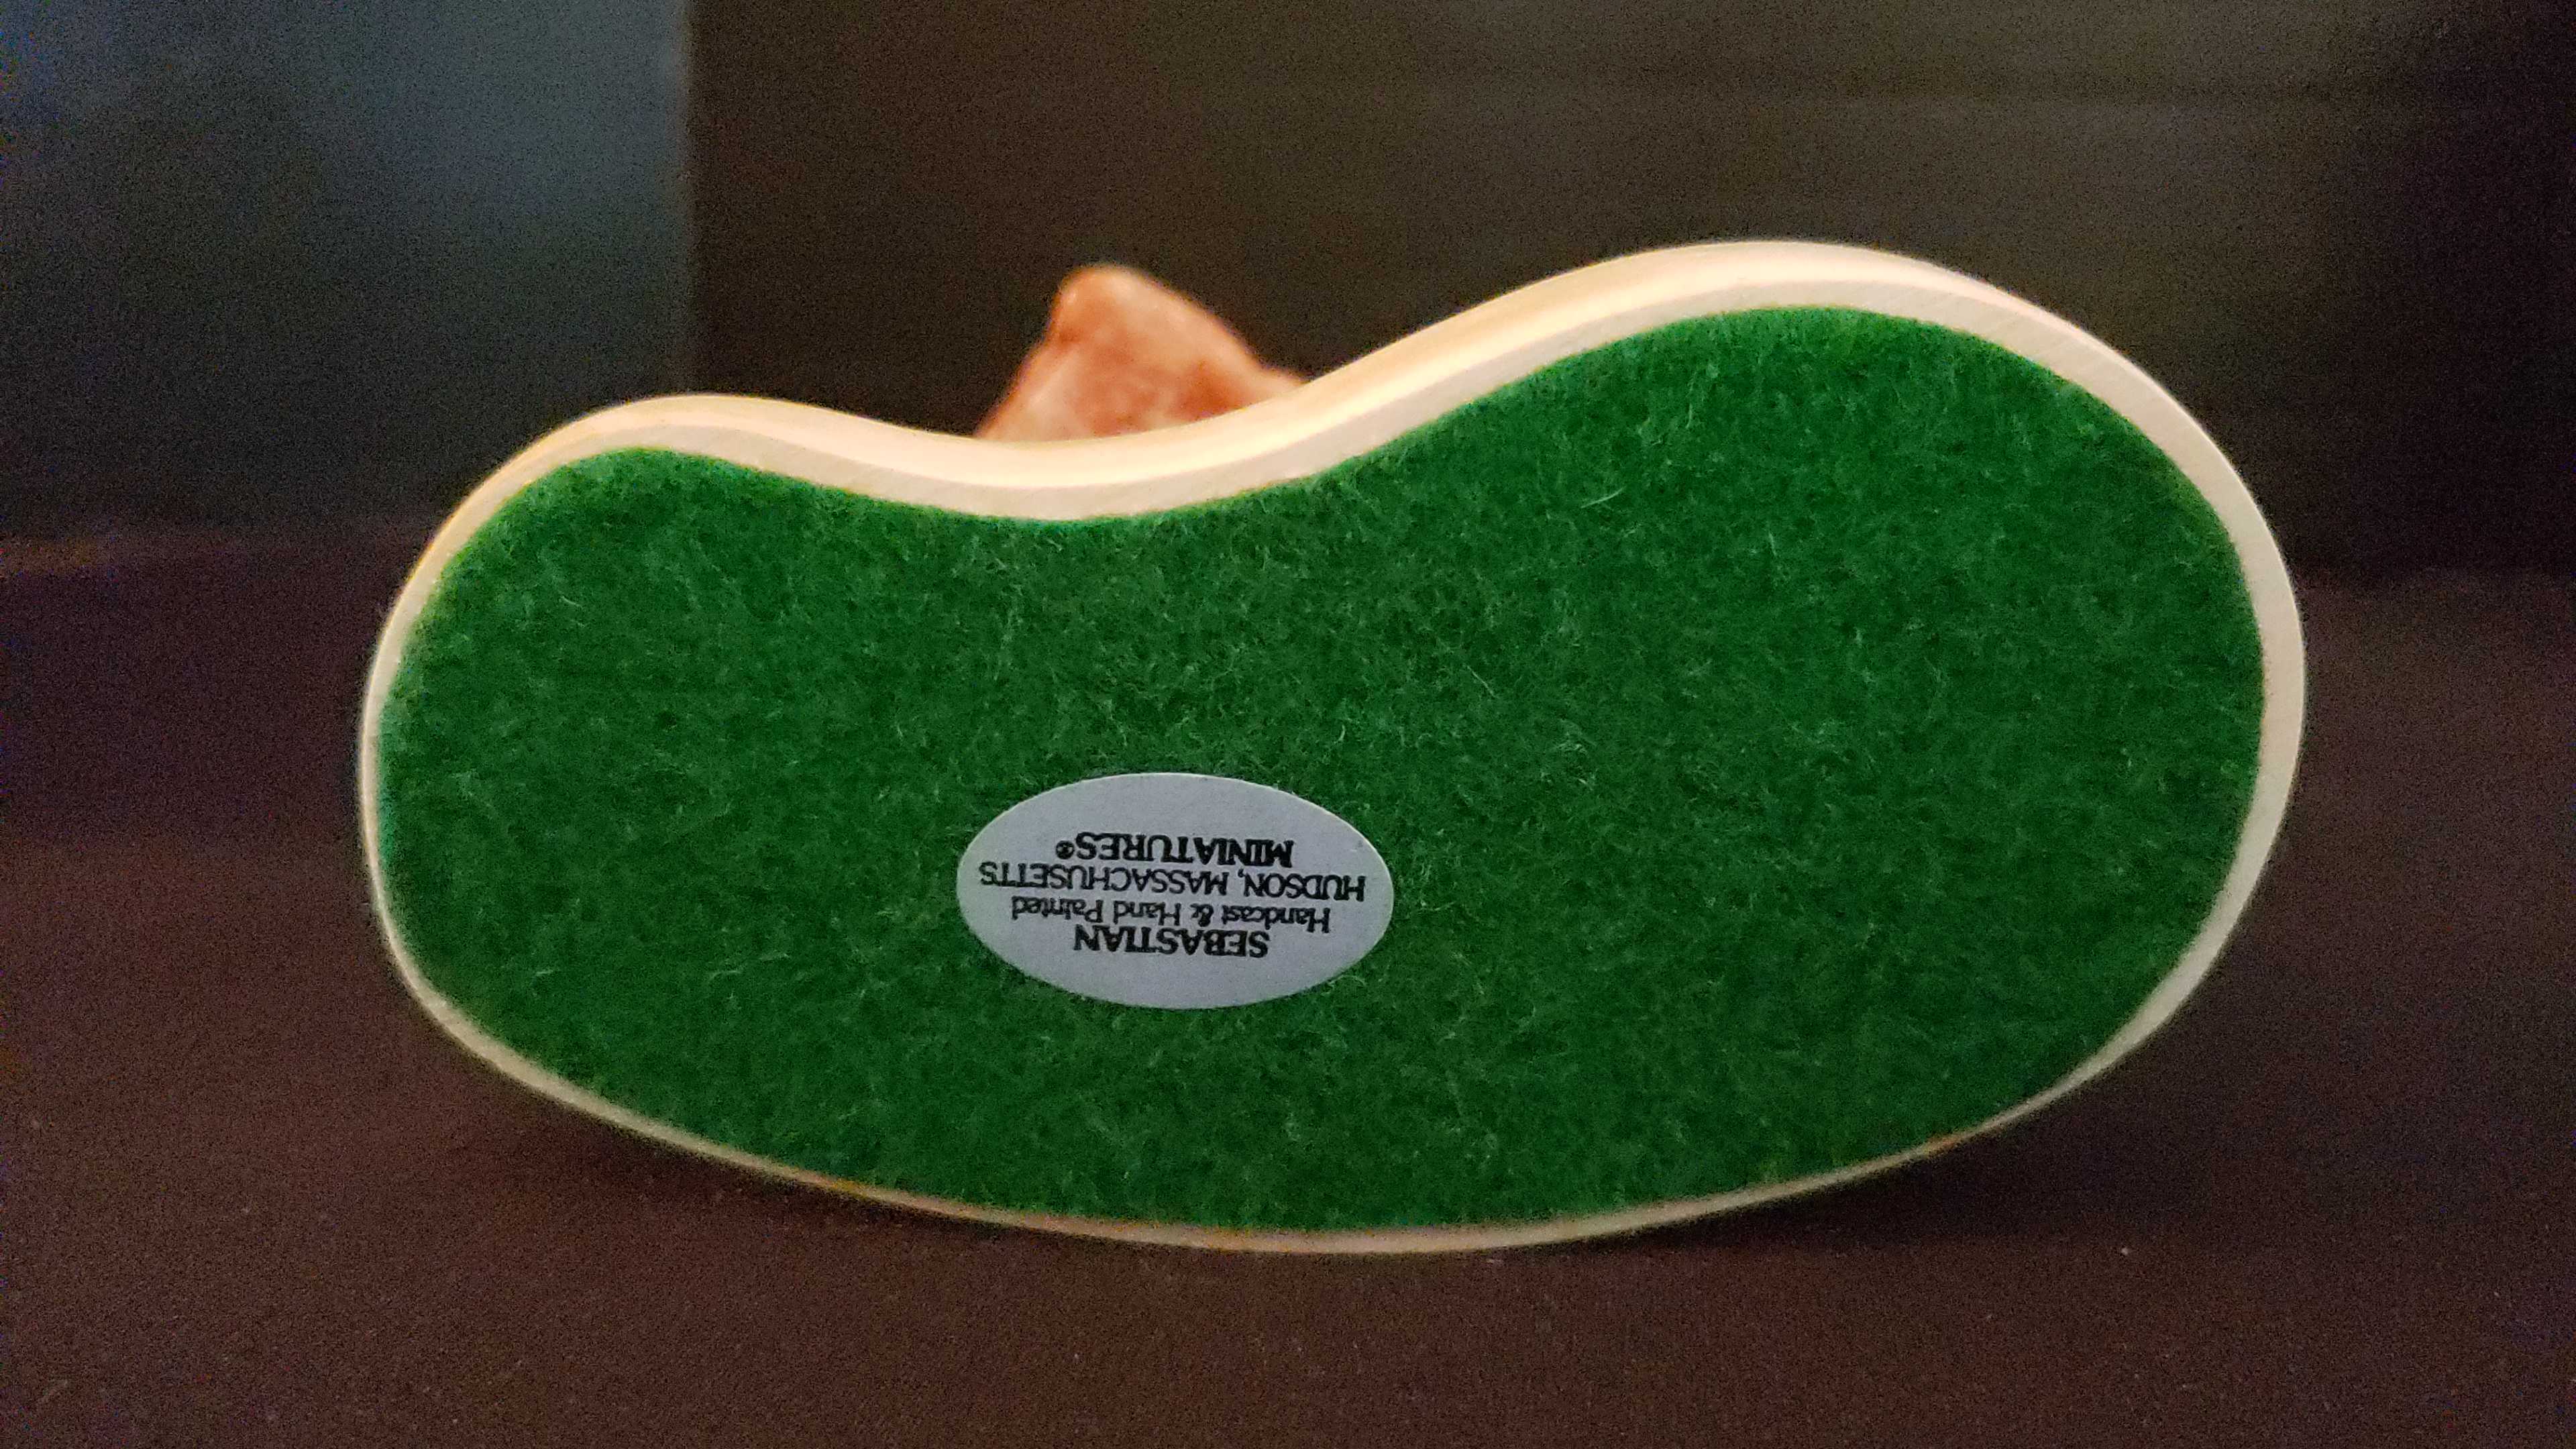 SEBASTIAN
Handcast & Hand Painted
HUDSON, MASSACHUSETTS
MINIATURES®